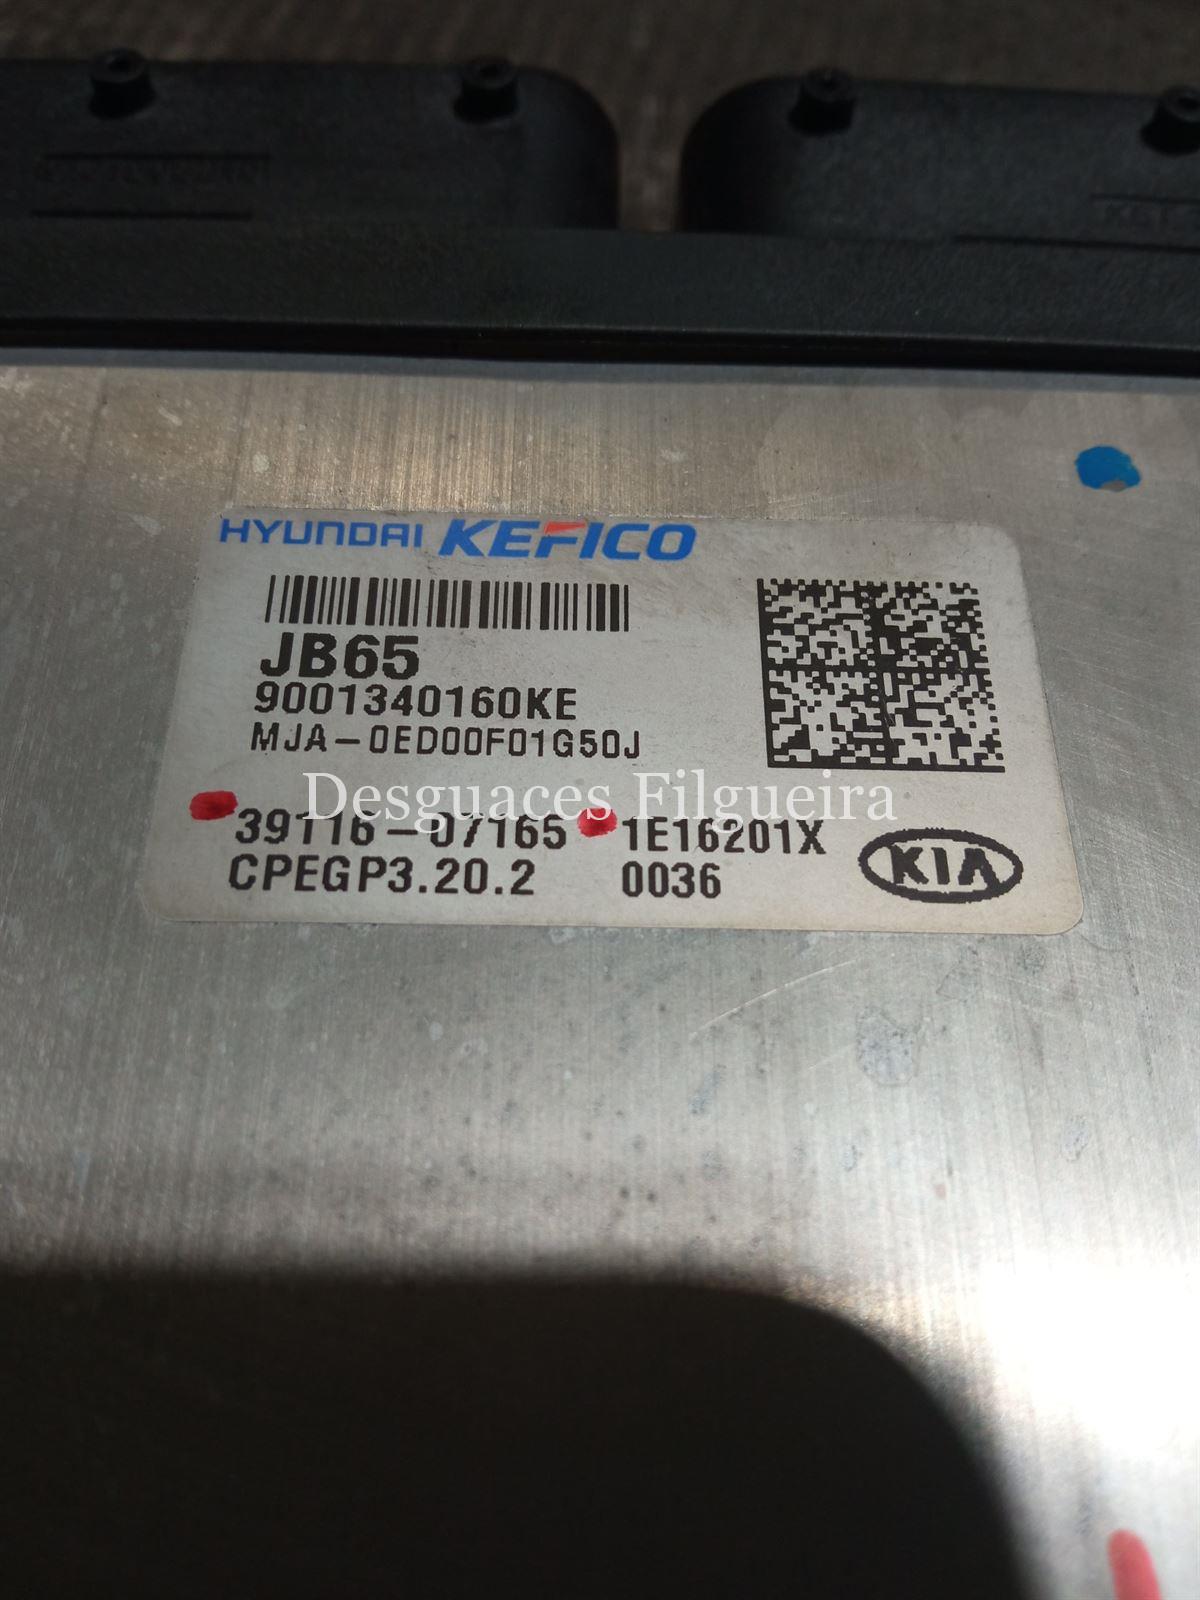 HYUNDAI KEFICO
JB65
9001340160KE
MJA-0ED00F01G50J
Desguaces Filgueira
39116-07165 1E16201X
CPEGP3.20.2 0036
KIA